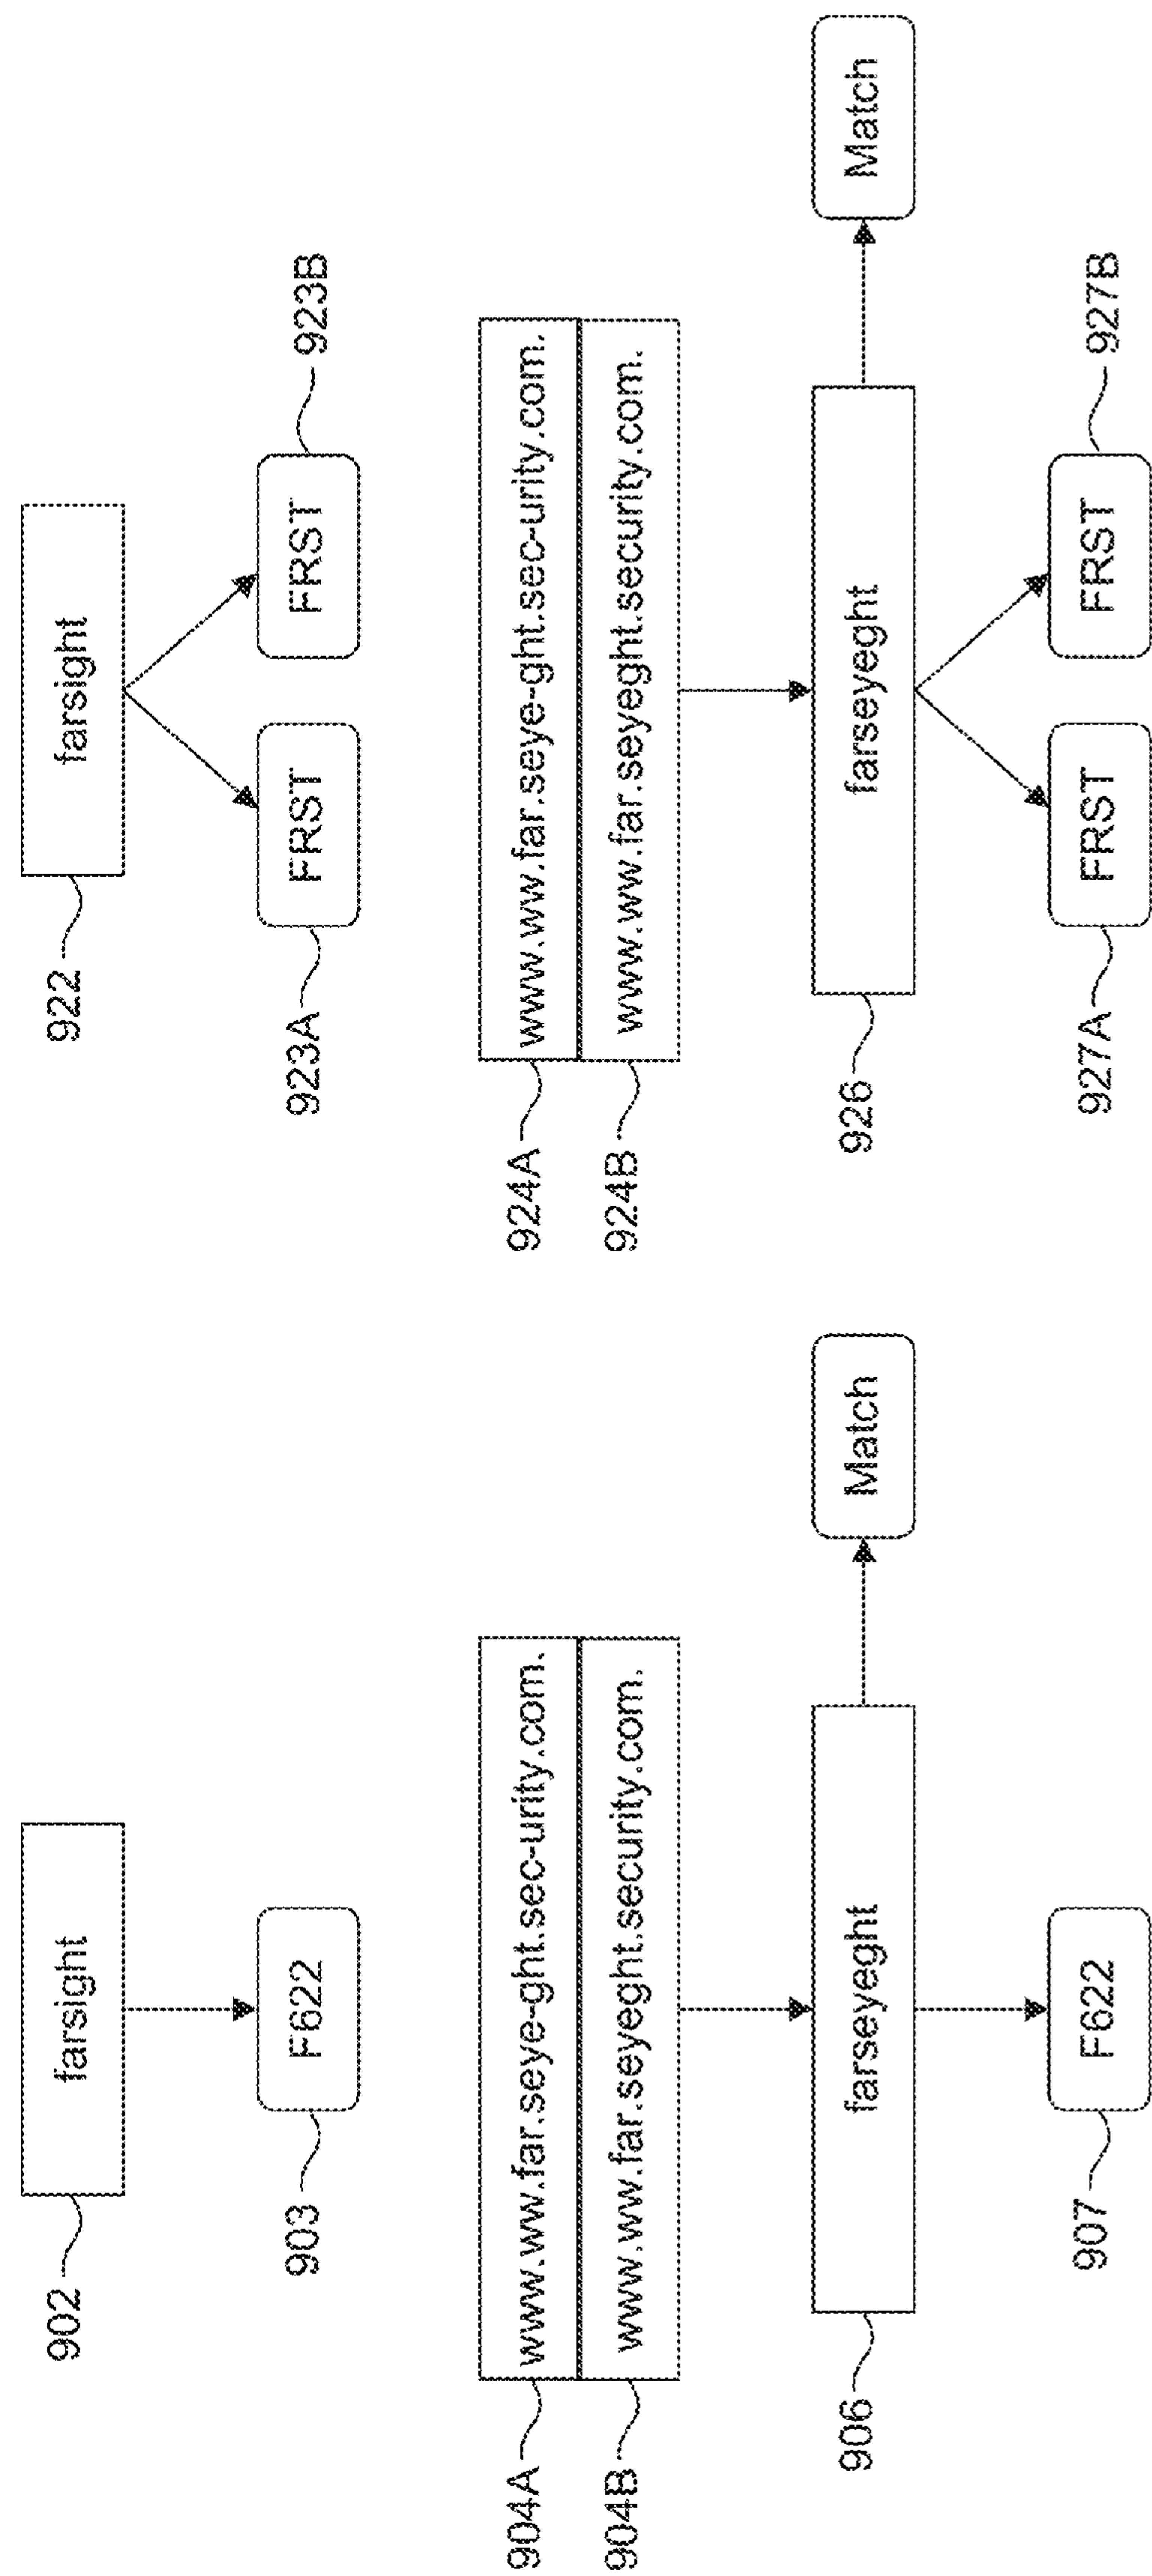 902
farsight
903
F622
904A
www.ww.far.seye-ght.sec-urity.com.
904B
www.ww.far.seyeght.security.com.
906
farseyeght
Match
907
F622
922
farsight
923A
FRST
FRST
923B
924A
www.ww.far.seye-ght.sec-urity.com.
924B
www.ww.far.seyeght.security.com.
926
farseyeght
Match
927A
FRST
FRST
927B